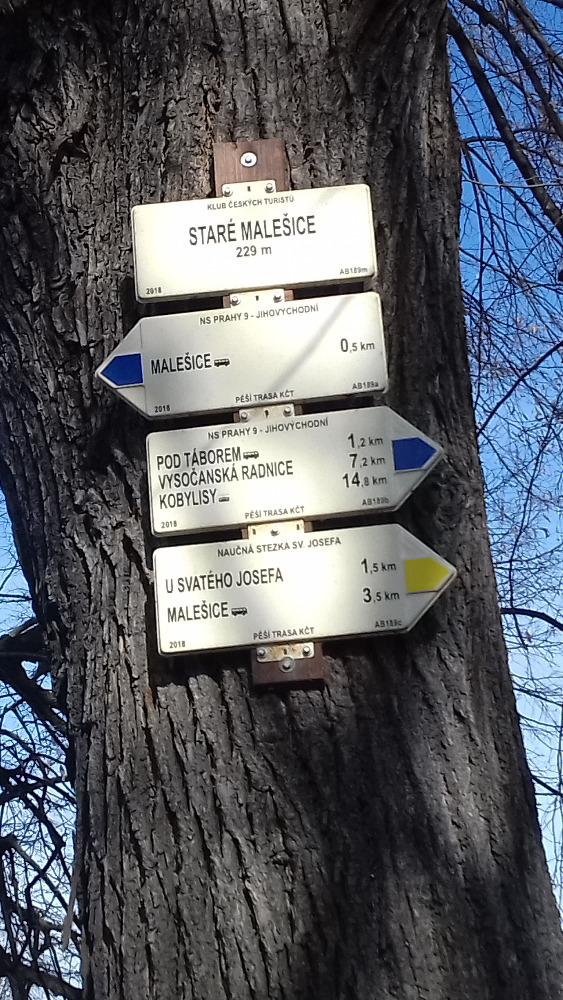 KLUB ČESKÝCH TURISTŮ
STARÉ MALEŠICE
229 m
2018 AB189m
NS PRAHY 9 - JIHOVÝCHODNÍ
MALEŠICE 0,5 km
2018 PĚŠÍ TRASA KČT AB189a
NS PRAHY 9 - JIHOVÝCHODNÍ
POD TÁBOREM 1,2 km
VYSOČANSKÁ RADNICE 7,2 km
KOBYLISY 14,8 km
2018 PĚŠÍ TRASA KČT AB189b
NAUČNÁ STEZKA SV. JOSEFA
U SVATÉHO JOSEFA 1,5 km
MALEŠICE 3,5 km
2018 PĚŠÍ TRASA KČT AB189c